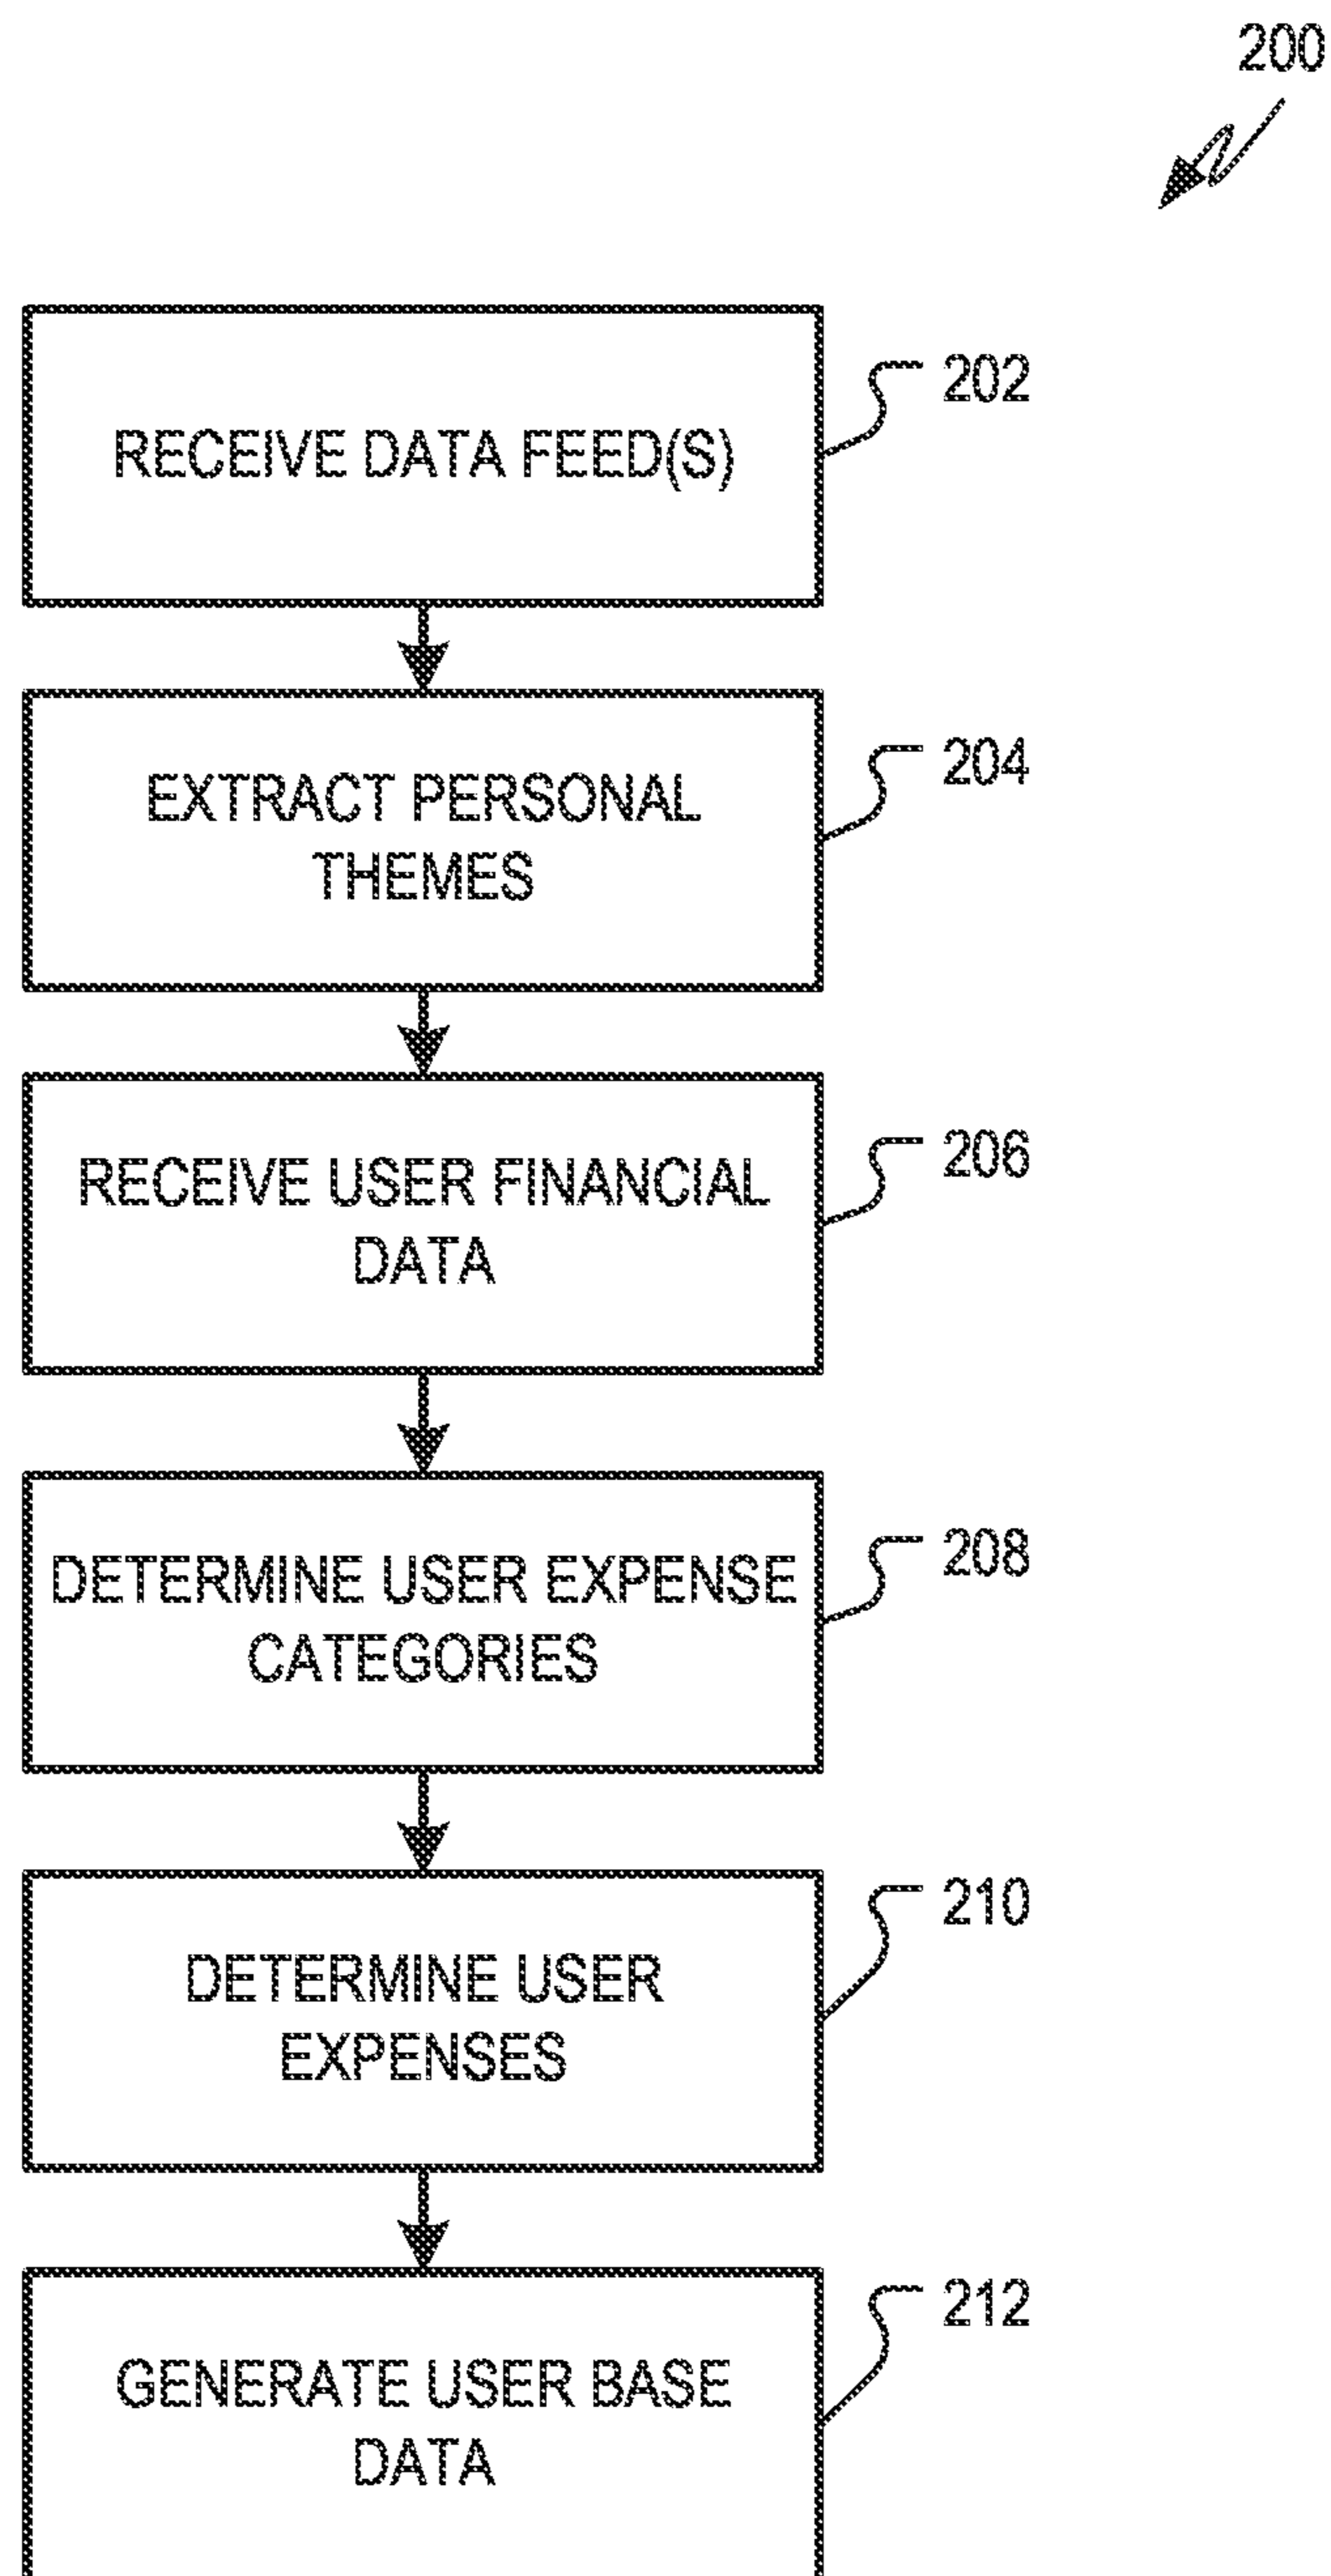 200
RECEIVE DATA FEED(S)
202
EXTRACT PERSONAL
THEMES
204
RECEIVE USER FINANCIAL
DATA
206
DETERMINE USER EXPENSE
CATEGORIES
208
DETERMINE USER
EXPENSES
210
GENERATE USER BASE
DATA
212